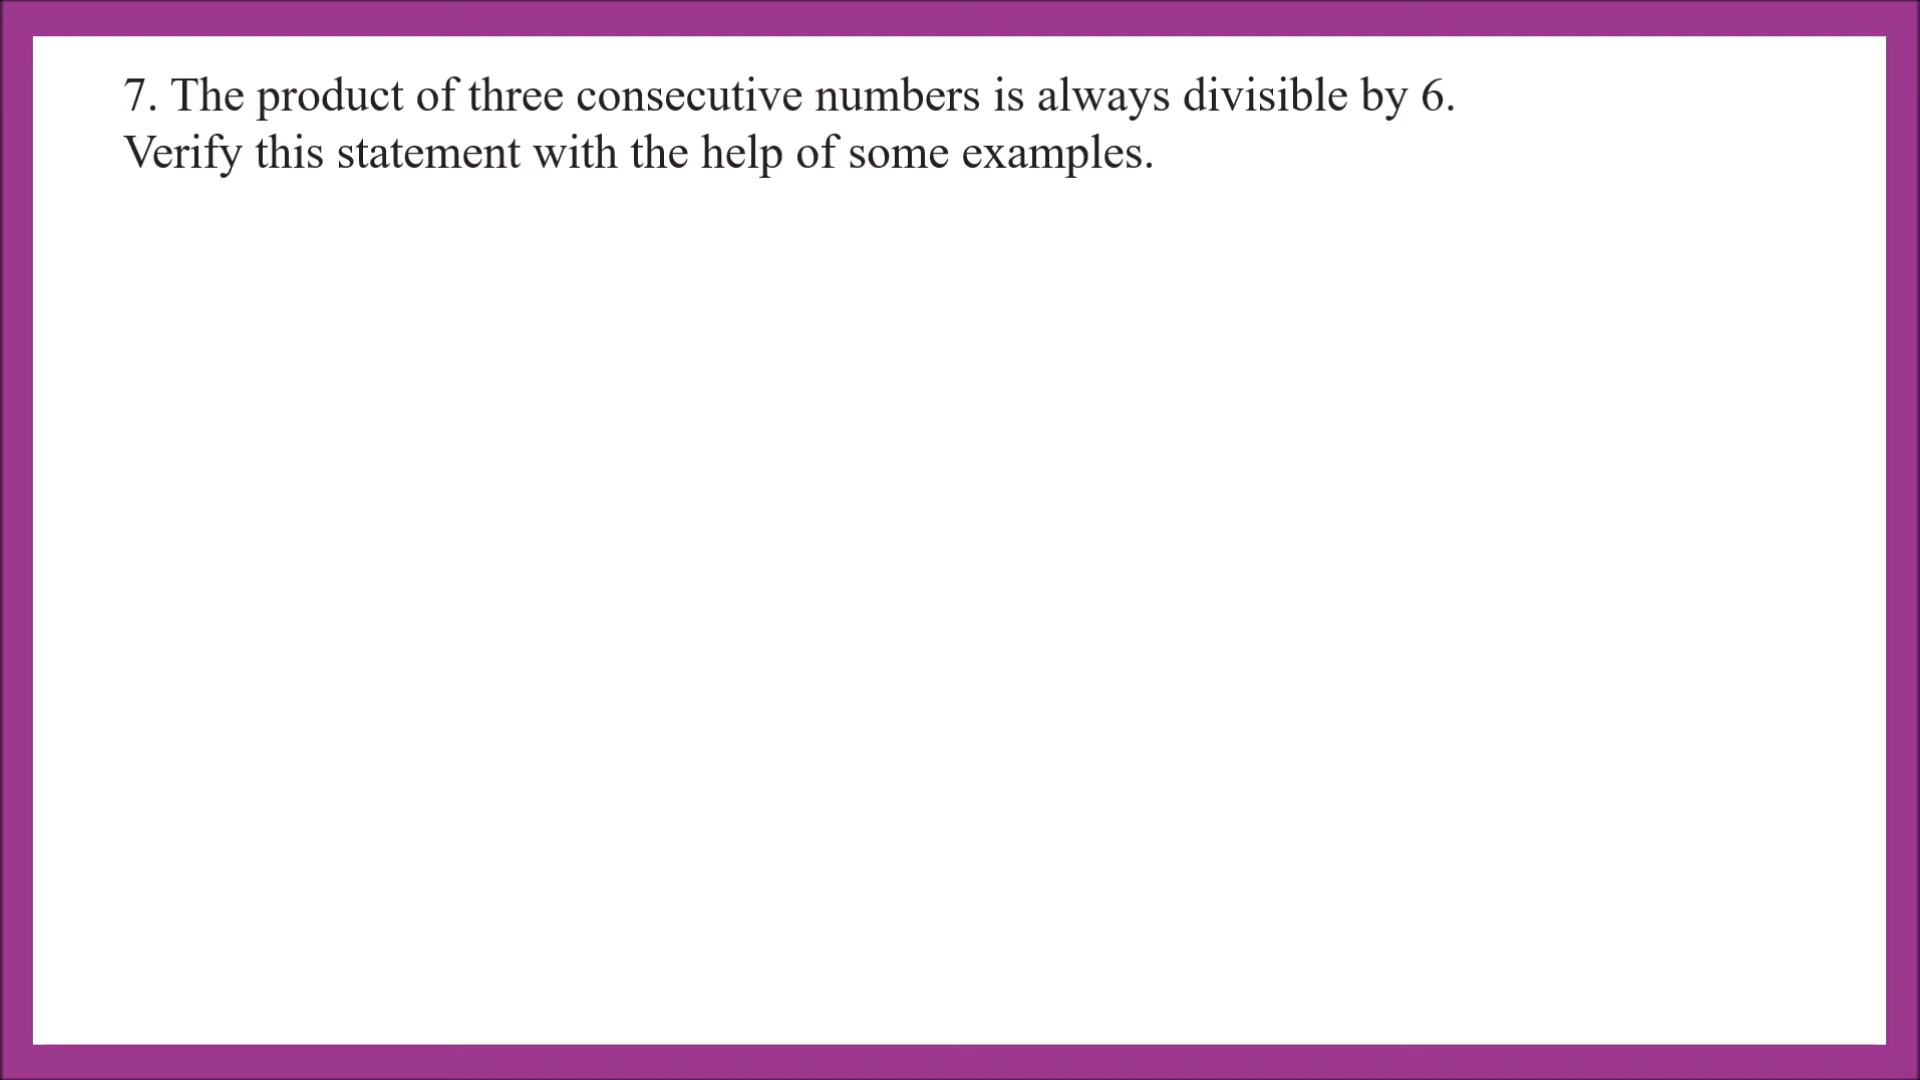 7. The product of three consecutive numbers is always divisible by 6.
Verify this statement with the help of some examples.